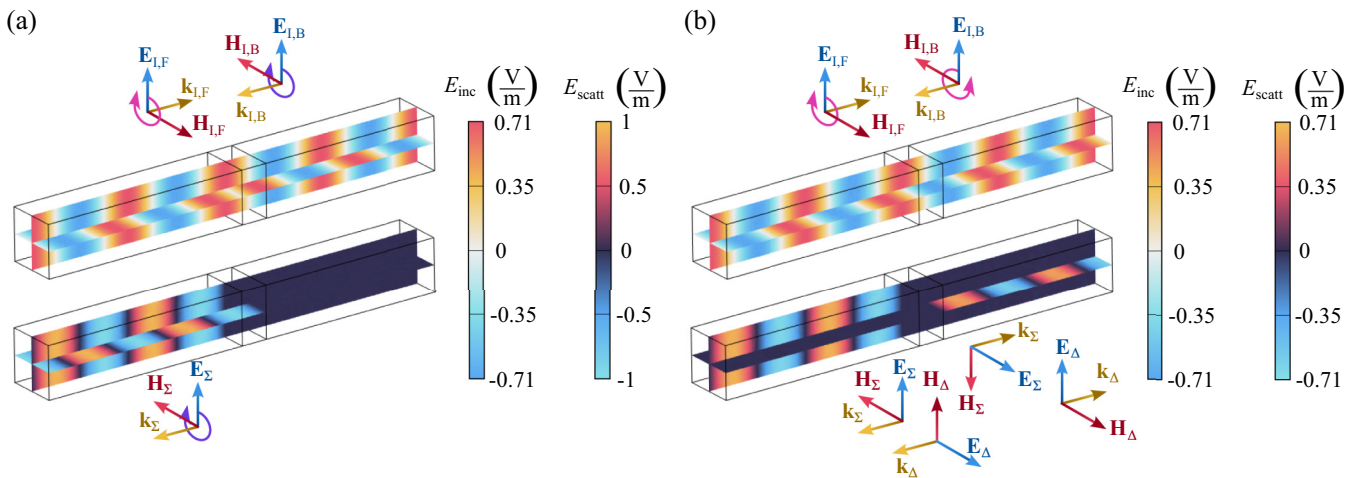 (a)
E_I,B
H_I,B
E_I,F
k_I,F
k_I,B
H_I,F
E_inc (V/m)
E_scatt (V/m)
0.71
0.35
0
-0.35
-0.71
1
0.5
0
-0.5
-1
E_Σ
H_Σ
k_Σ
(b)
E_I,B
H_I,B
E_I,F
k_I,F
k_I,B
H_I,F
E_inc (V/m)
E_scatt (V/m)
0.71
0.35
0
-0.35
-0.71
0.71
0.35
0
-0.35
-0.71
k_Σ
E_Σ
H_Σ
E_Σ
H_Σ
k_Σ
H_Δ
E_Δ
k_Δ
E_Δ
k_Δ
H_Δ